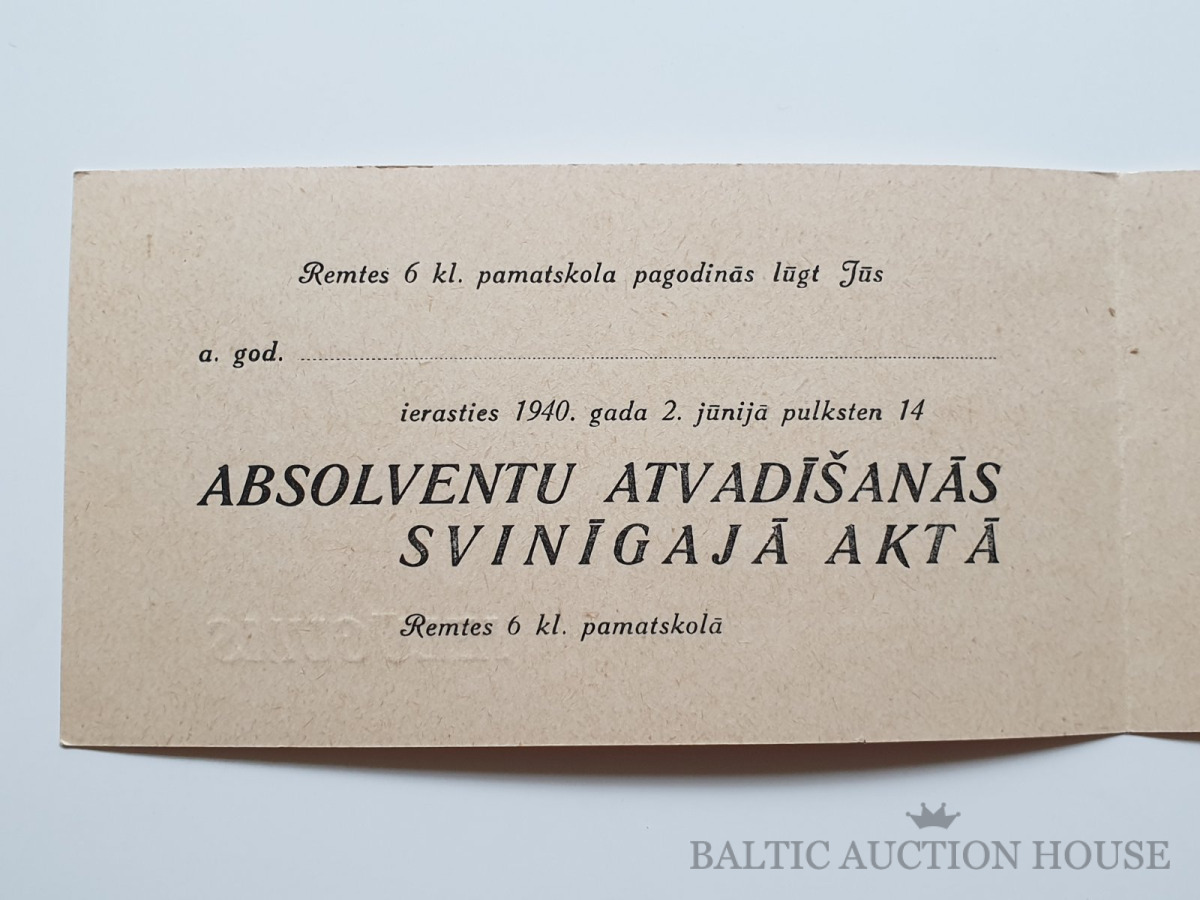 Remtes 6 kl. pamatskola pagodinās lūgt Jūs
a. god.
ierasties 1940. gada 2. jūnijā pulksten 14
ABSOLVENTU ATVADĪŠANĀS
SVINĪGAJĀ AKTĀ
Remtes 6 kl. pamatskolā
BALTIC AUCTION HOUSE